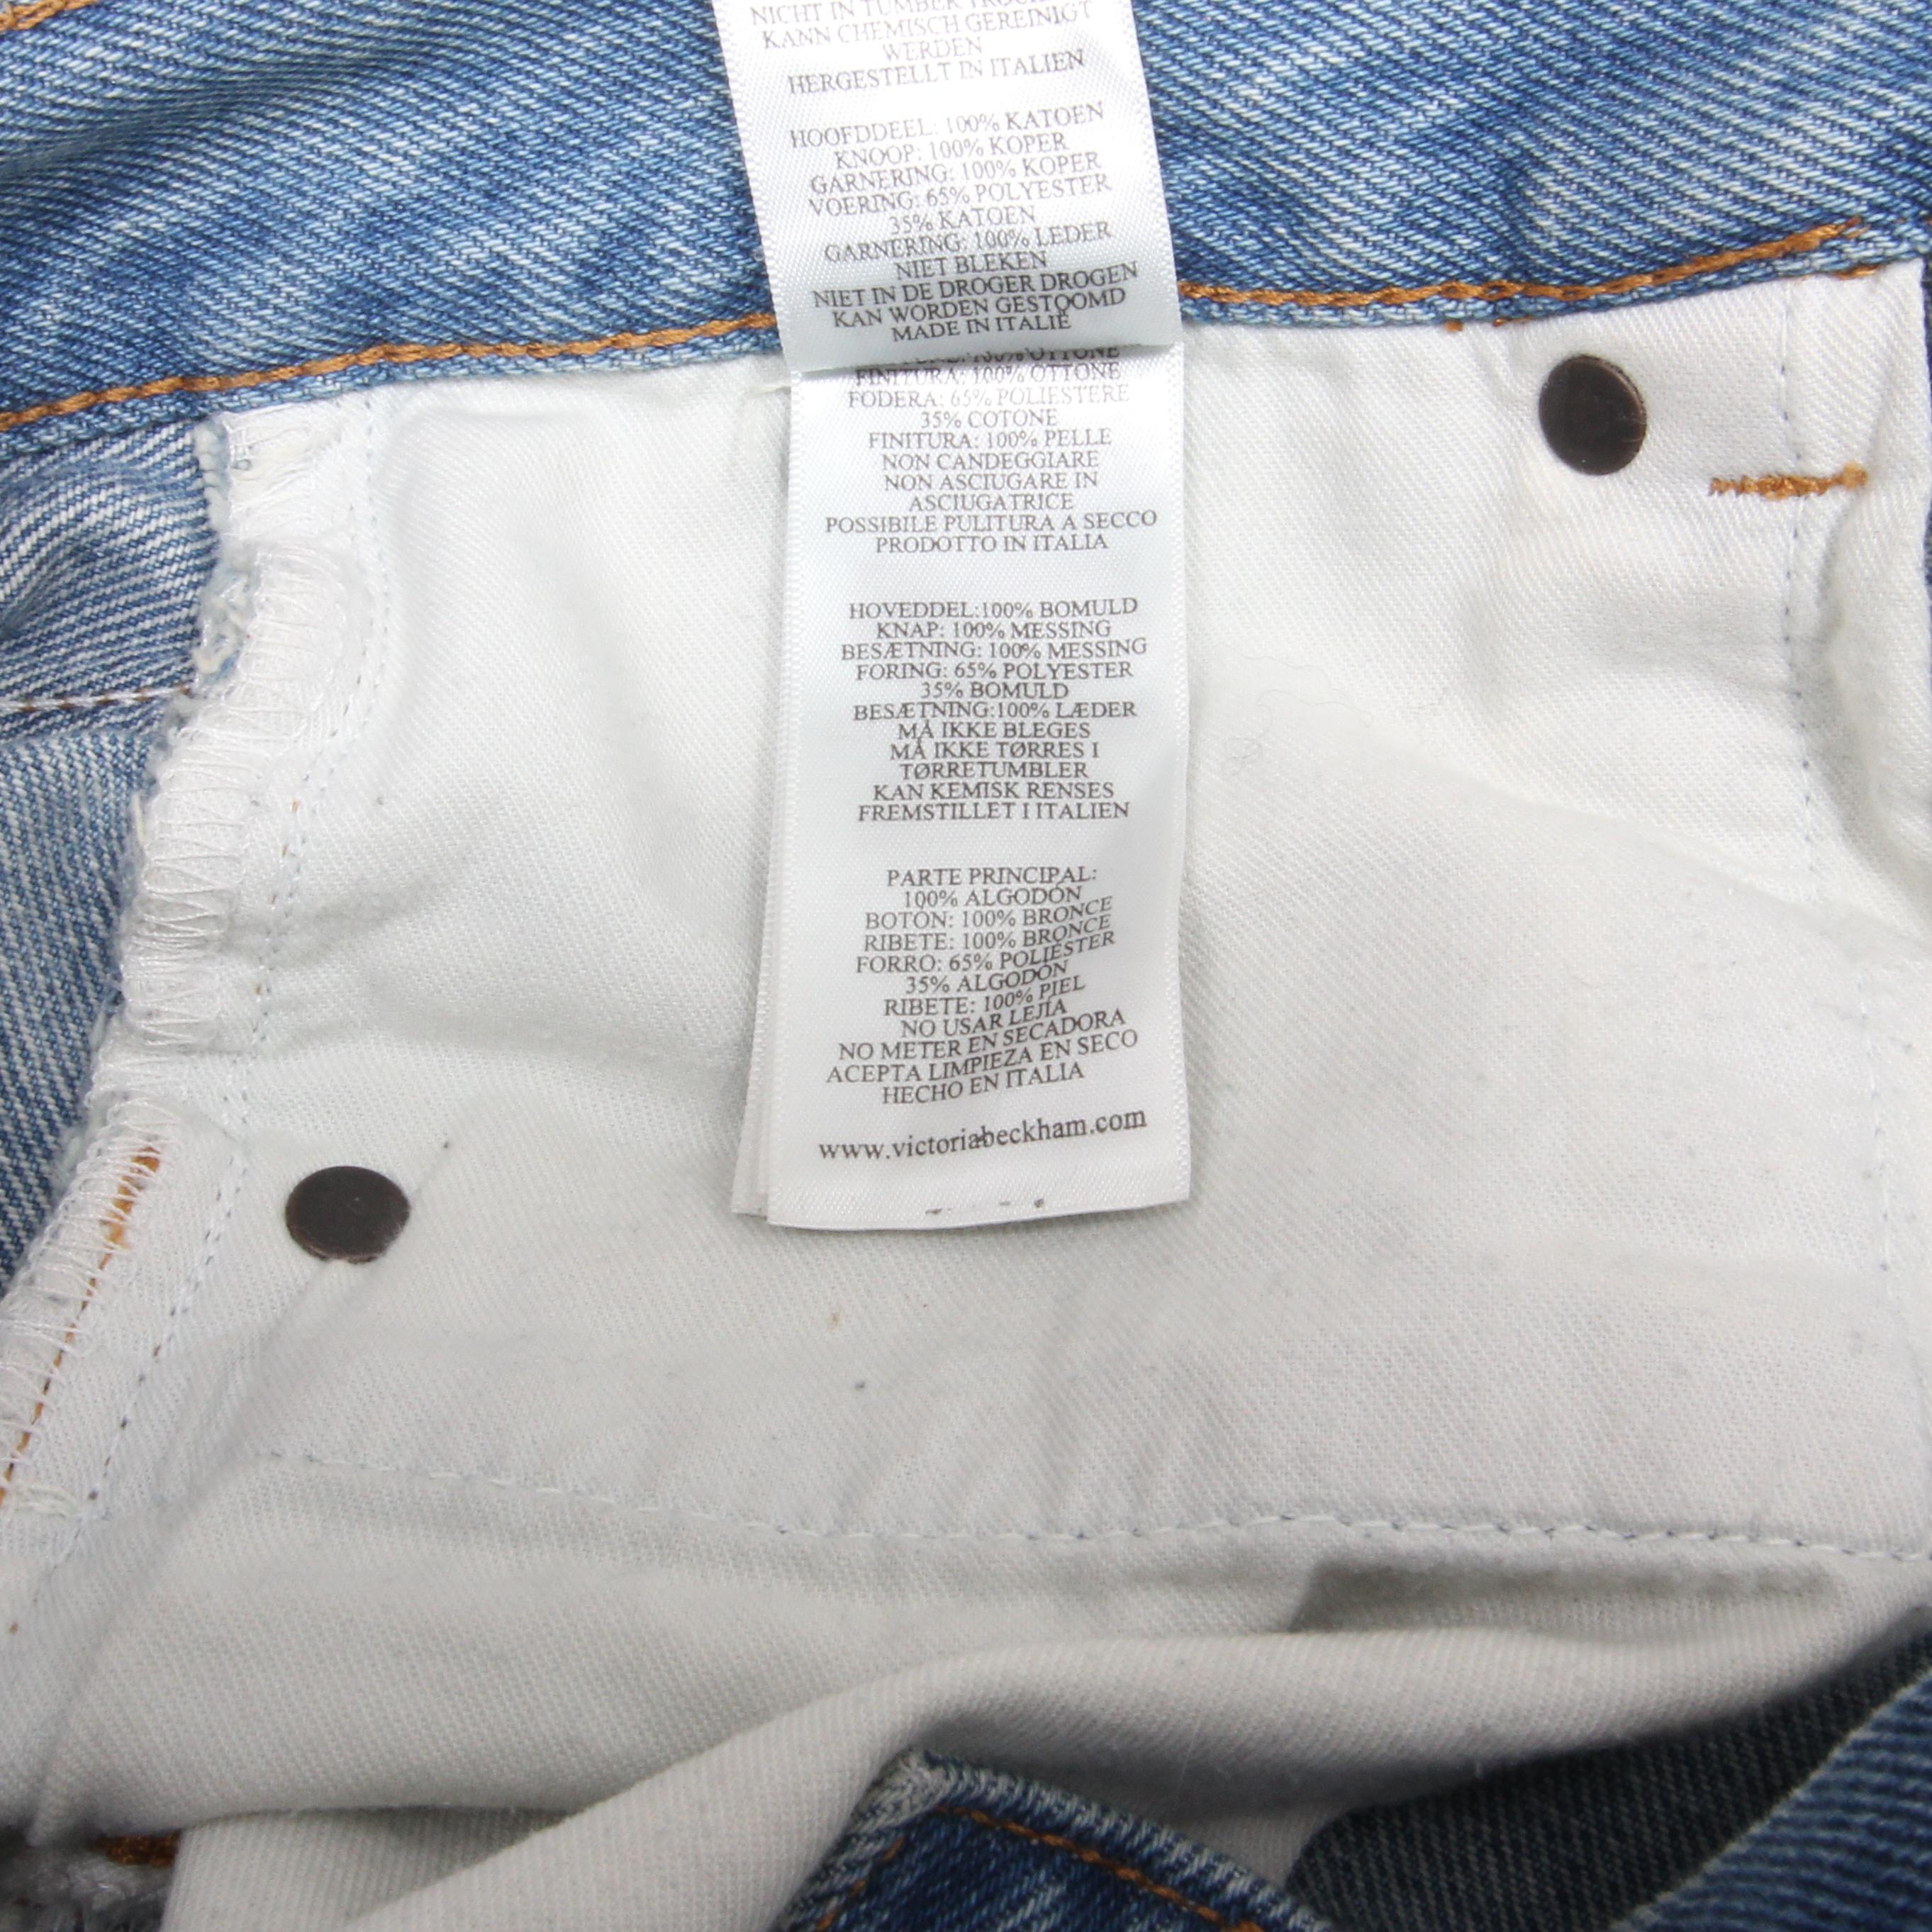 NICHT IN TUMBER
KANN CHEMISCH GEREINIGT
WERDEN
HERGESTELLT IN ITALIEN
HOOFDDEEL: 100% KATOEN
KNOOP: 100% KOPER
GARNERING: 100% KOPER
VOERING: 65% POLYESTER
35% KATOEN
GARNERING: 100% LEDER
NIET BLEKEN
NIET IN DE DROGER DROGEN
KAN WORDEN GESTOOMD
MADE IN ITALIË
100% OTTONE
FINITURA: 100% OTTONE
FODERA: 65% POLIESTERE
35% COTONE
FINITURA: 100% PELLE
NON CANDEGGIARE
NON ASCIUGARE IN
ASCIUGATRICE
POSSIBILE PULITURA A SECCO
PRODOTTO IN ITALIA
HOVEDDEL:100% BOMULD
KNAP: 100% MESSING
BESÆTNING: 100% MESSING
FORING: 65% POLYESTER
35% BOMULD
BESÆTNING:100% LÆDER
MÅ IKKE BLEGES
MÅ IKKE TØRRES I
TØRRETUMBLER
KAN KEMISK RENSES
FREMSTILLET I ITALIEN
PARTE PRINCIPAL:
100% ALGODÓN
BOTÓN: 100% BRONCE
RIBETE: 100% BRONCE
FORRO: 65% POLIÉSTER
35% ALGODÓN
RIBETE: 100% PIEL
NO USAR LEJÍA
NO METER EN SECADORA
ACEPTA LIMPIEZA EN SECO
HECHO EN ITALIA
www.victoriabeckham.com